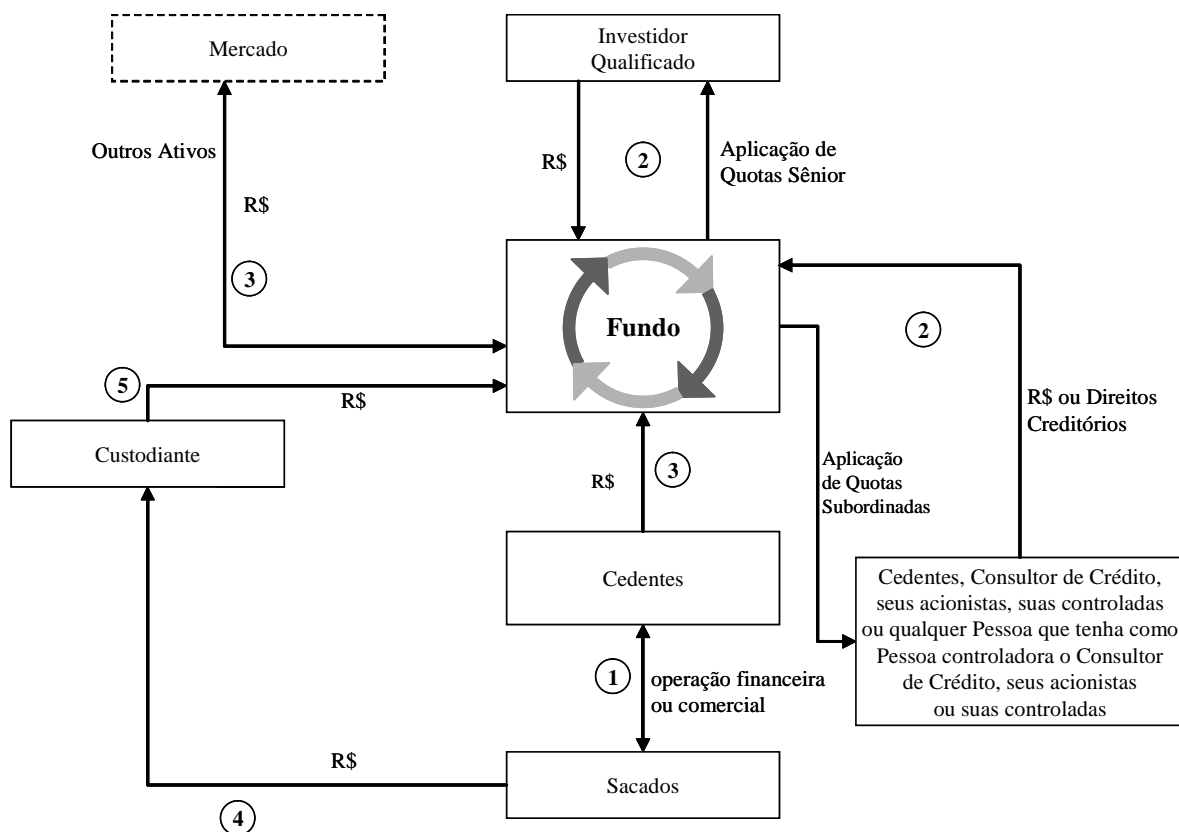 Mercado
Investidor
Qualificado
Outros Ativos
R$
2
Aplicação de
Quotas Sênior
R$
3
Fundo
2
5
R$
R$ ou Direitos
Creditórios
Custodiante
R$
3
Aplicação
de Quotas
Subordinadas
Cedentes
Cedentes, Consultor de Crédito,
seus acionistas, suas controladas
ou qualquer Pessoa que tenha como
Pessoa controladora o Consultor
de Crédito, seus acionistas
ou suas controladas
1
operação financeira
ou comercial
R$
Sacados
4